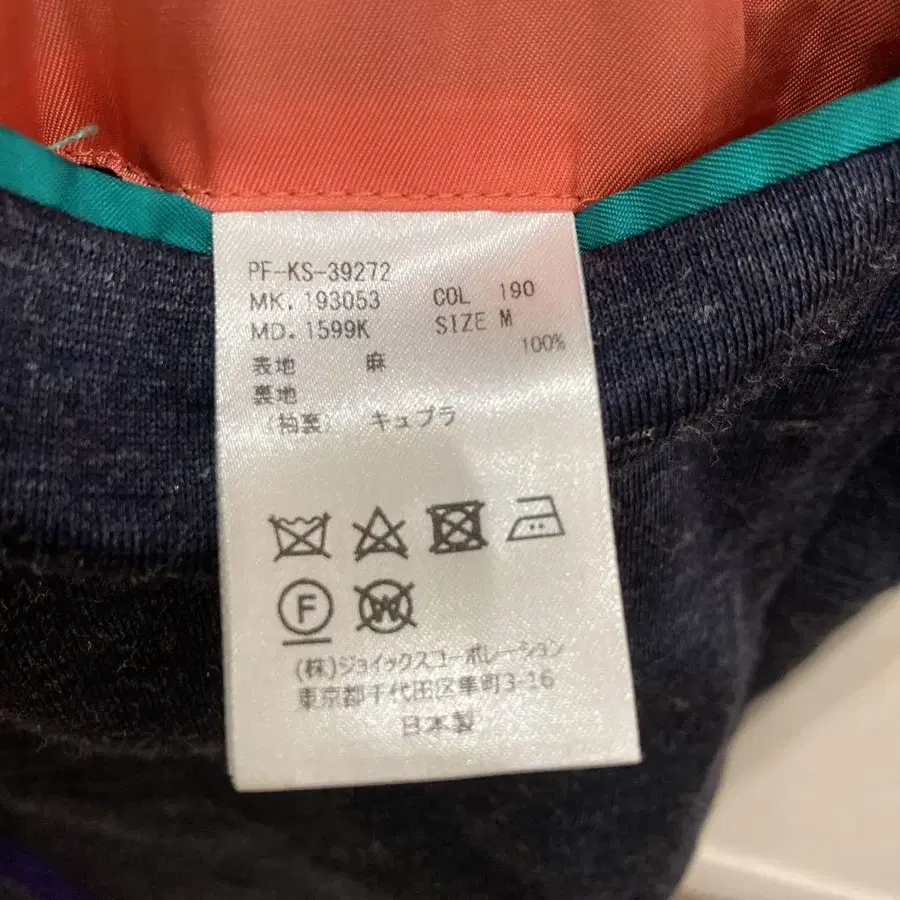 PF-KS-39272
MK. 193053 COL 190
MD. 1599K SIZE M
表地 麻 100%
裏地
(袖裏) キュプラ
F W
(株)ジョイックスコーポレーション
東京都千代田区隼町3-16
日本製